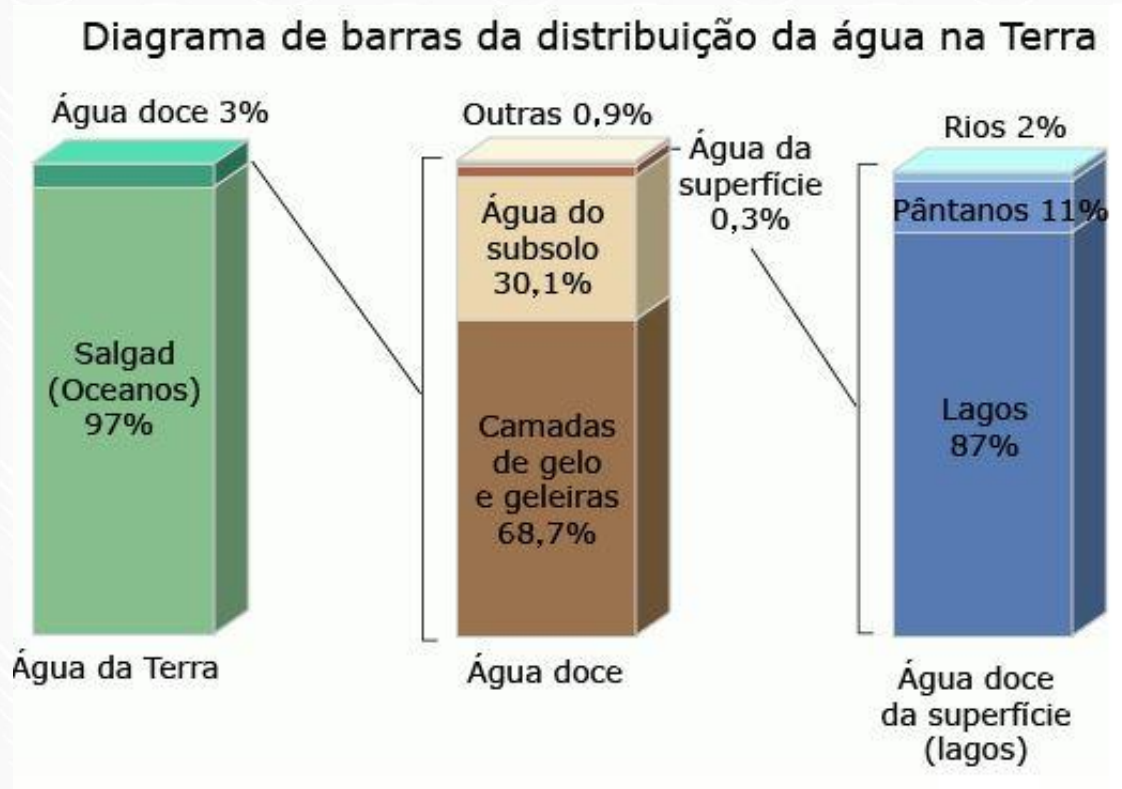 Diagrama de barras da distribuição da água na Terra
Água doce 3%
Salgad
(Oceanos)
97%
Água da Terra
Outras 0,9%
Água da
superfície
0,3%
Água do
subsolo
30,1%
Camadas
de gelo
e geleiras
68,7%
Água doce
Rios 2%
Pântanos 11%
Lagos
87%
Água doce
da superfície
(lagos)